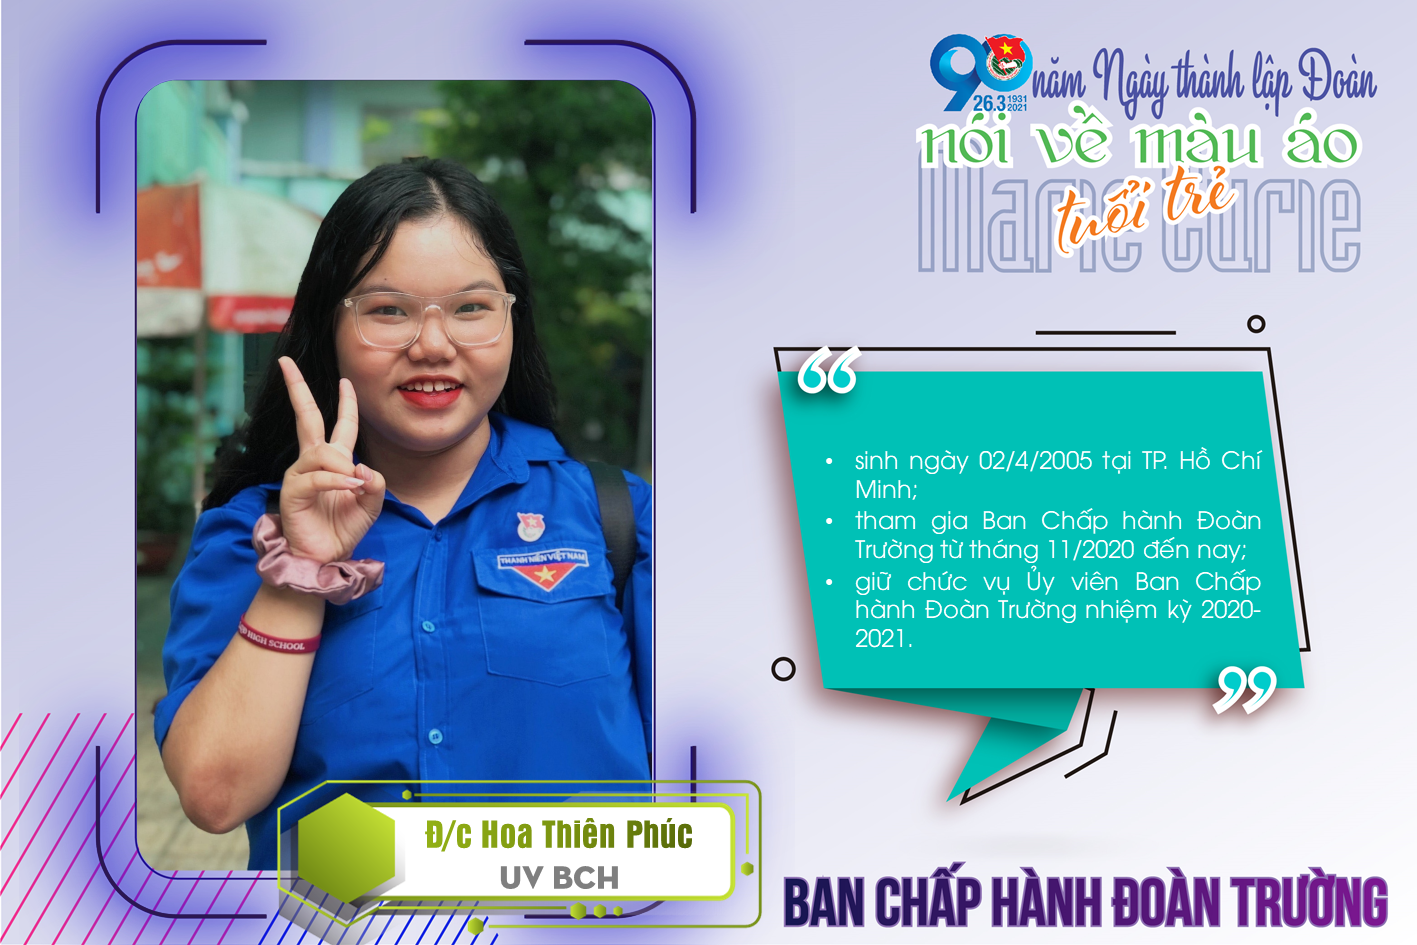 90 năm Ngày thành lập Đoàn
26.3 1931 2021
nói về màu áo
tuổi trẻ
Marie Curie
“
• sinh ngày 02/4/2005 tại TP. Hồ Chí
Minh;
• tham gia Ban Chấp hành Đoàn
Trường từ tháng 11/2020 đến nay;
• giữ chức vụ Ủy viên Ban Chấp
hành Đoàn Trường nhiệm kỳ 2020-
2021.
”
THANH NIÊN VIỆT NAM
HIGH SCHOOL
Đ/c Hoa Thiên Phúc
UV BCH
BAN CHẤP HÀNH ĐOÀN TRƯỜNG